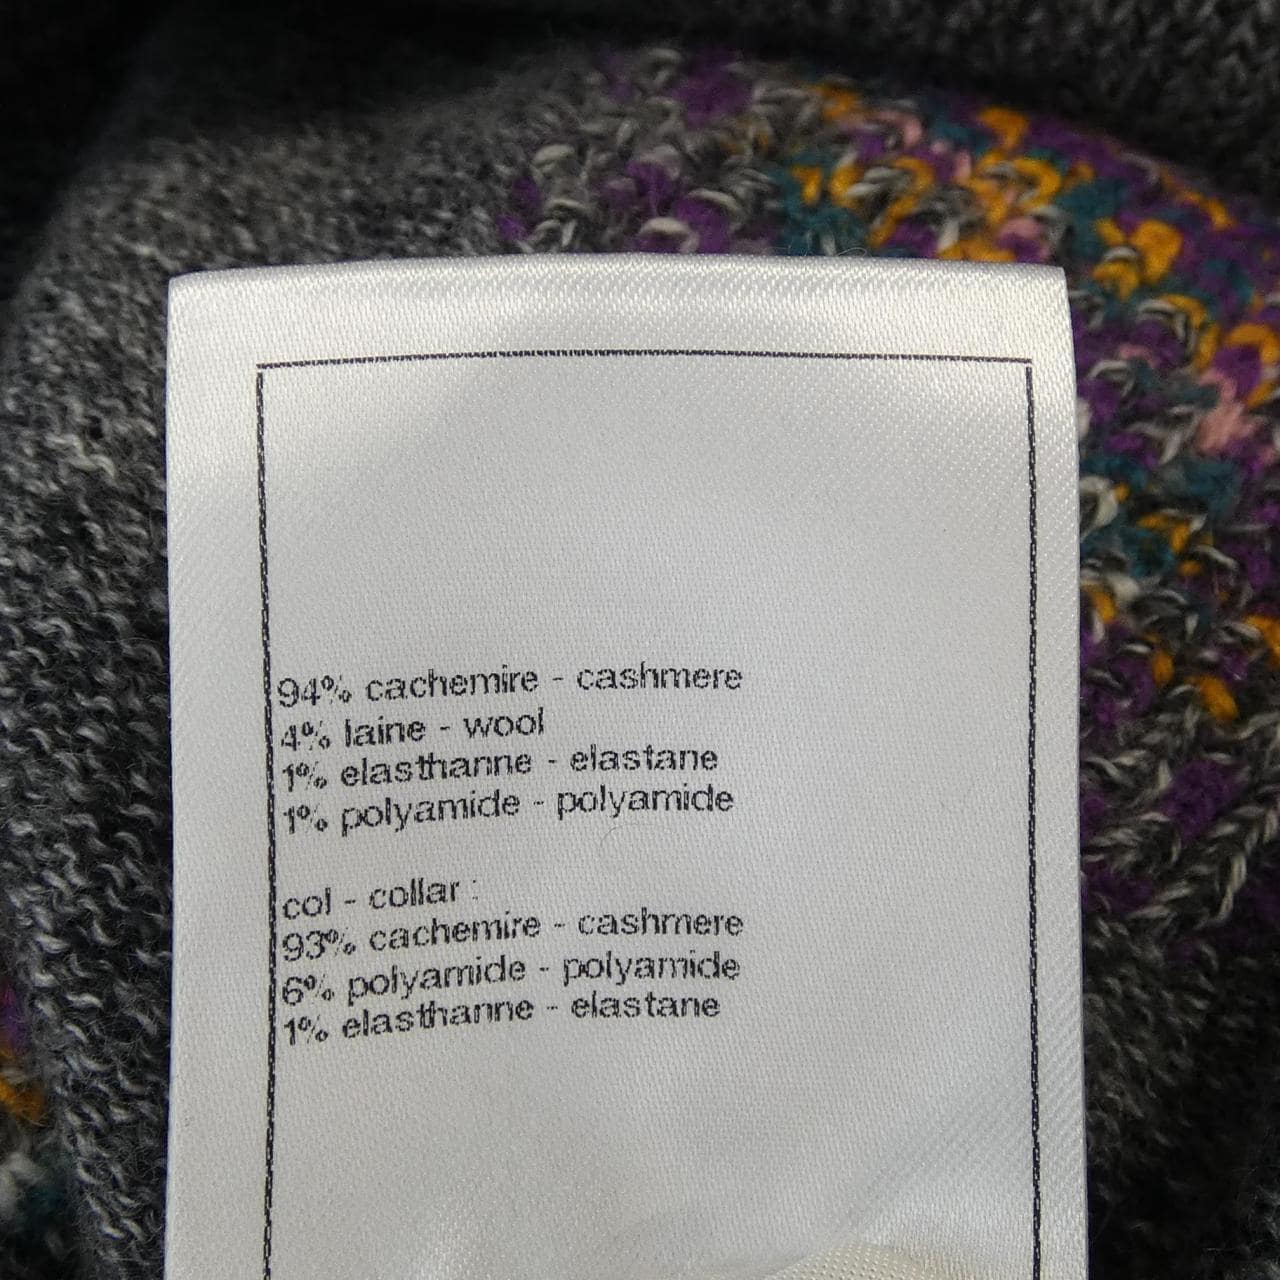 94% cachemire - cashmere
4% laine - wool
1% elasthanne - elastane
1% polyamide - polyamide
col - collar :
93% cachemire - cashmere
6% polyamide - polyamide
1% elasthanne - elastane